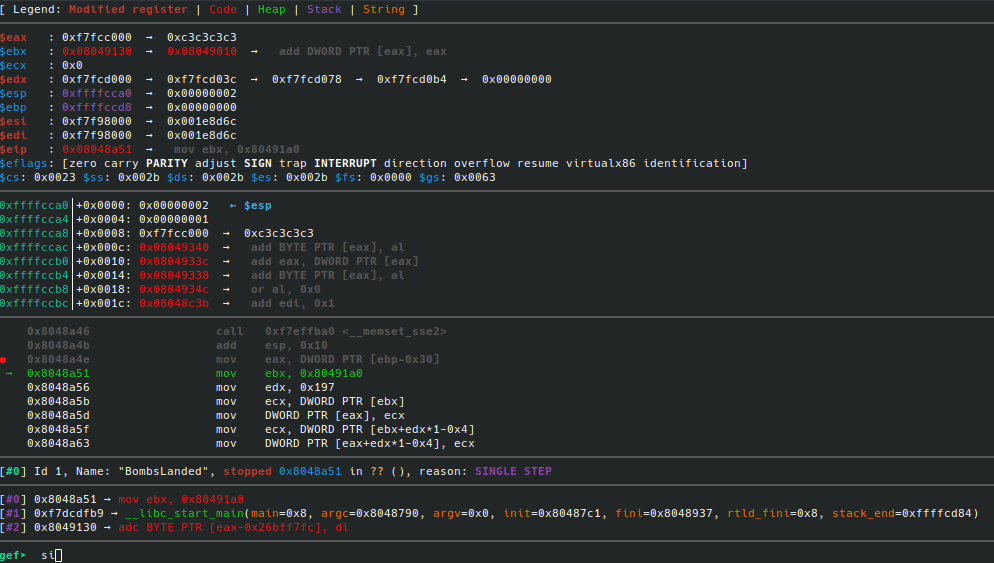 [ Legend: Modified register | Code | Heap | Stack | String ]
$eax   : 0xf7fcc000  →  0xc3c3c3c3
$ebx   : 0x08049130  →  0x08049010  →   add DWORD PTR [eax], eax
$ecx   : 0x0
$edx   : 0xf7fcd000  →  0xf7fcd03c  →  0xf7fcd078  →  0xf7fcd0b4  →  0x00000000
$esp   : 0xffffcca0  →  0x00000002
$ebp   : 0xffffccd8  →  0x00000000
$esi   : 0xf7f98000  →  0x001e8d6c
$edi   : 0xf7f98000  →  0x001e8d6c
$eip   : 0x08048a51  →   mov ebx, 0x80491a0
$eflags: [zero carry PARITY adjust SIGN trap INTERRUPT direction overflow resume virtualx86 identification]
$cs: 0x0023 $ss: 0x002b $ds: 0x002b $es: 0x002b $fs: 0x0000 $gs: 0x0063
0xffffcca0│+0x0000: 0x00000002   ← $esp
0xffffcca4│+0x0004: 0x00000001
0xffffcca8│+0x0008: 0xf7fcc000  →  0xc3c3c3c3
0xffffccac│+0x000c: 0x08049340  →   add BYTE PTR [eax], al
0xffffccb0│+0x0010: 0x0804933c  →   add eax, DWORD PTR [eax]
0xffffccb4│+0x0014: 0x08049338  →   add BYTE PTR [eax], al
0xffffccb8│+0x0018: 0x0804934c  →   or al, 0x0
0xffffccbc│+0x001c: 0x08048c3b  →   add edi, 0x1
0x8048a46                  call   0xf7effba0 <__memset_sse2>
0x8048a4b                  add    esp, 0x10
● 0x8048a4e                  mov    eax, DWORD PTR [ebp-0x30]
→ 0x8048a51                  mov    ebx, 0x80491a0
0x8048a56                  mov    edx, 0x197
0x8048a5b                  mov    ecx, DWORD PTR [ebx]
0x8048a5d                  mov    DWORD PTR [eax], ecx
0x8048a5f                  mov    ecx, DWORD PTR [ebx+edx*1-0x4]
0x8048a63                  mov    DWORD PTR [eax+edx*1-0x4], ecx
[#0] Id 1, Name: "BombsLanded", stopped 0x8048a51 in ?? (), reason: SINGLE STEP
[#0] 0x8048a51 → mov ebx, 0x80491a0
[#1] 0xf7dcdfb9 → __libc_start_main(main=0x8, argc=0x8048790, argv=0x0, init=0x80487c1, fini=0x8048937, rtld_fini=0x8, stack_end=0xffffcd84)
[#2] 0x8049130 → adc BYTE PTR [eax-0x26bff7fc], dl
gef➤  si